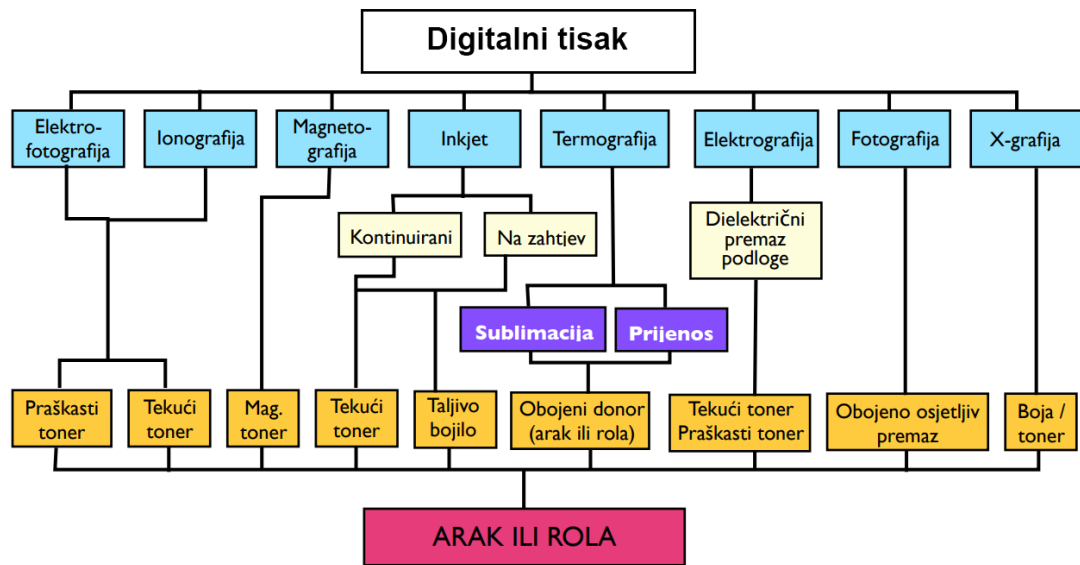 Digitalni tisak
Elektro-
fotografija
Ionografija
Magneto-
grafija
Inkjet
Termografija
Elektrografija
Fotografija
X-grafija
Kontinuirani
Na zahtjev
Dielektrični
premaz
podloge
Sublimacija
Prijenos
Praškasti
toner
Tekući
toner
Mag.
toner
Tekući
toner
Taljivo
bojilo
Obojeni donor
(arak ili rola)
Tekući toner
Praškasti toner
Obojeno osjetljiv
premaz
Boja /
toner
ARAK ILI ROLA